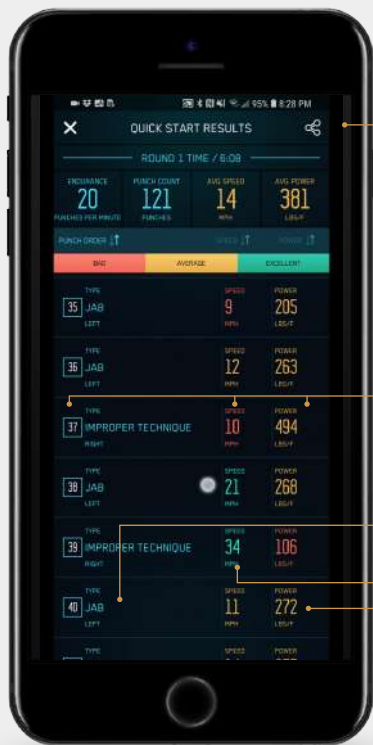 95% 8:28 PM
QUICK START RESULTS
ROUND 1 TIME / 6:08
ENDURANCE PUNCH COUNT AVG SPEED AVG POWER
20 121 14 381
PUNCHES PER MINUTE PUNCHES MPH LBS/F
PUNCH ORDER SPEED POWER
BAD AVERAGE EXCELLENT
TYPE SPEED POWER
35 JAB 9 205
LEFT MPH LBS/F
TYPE SPEED POWER
36 JAB 12 263
LEFT MPH LBS/F
TYPE SPEED POWER
37 IMPROPER TECHNIQUE 10 494
RIGHT MPH LBS/F
TYPE SPEED POWER
38 JAB 21 268
LEFT MPH LBS/F
TYPE SPEED POWER
39 IMPROPER TECHNIQUE 34 106
RIGHT MPH LBS/F
TYPE SPEED POWER
40 JAB 11 272
LEFT MPH LBS/F
TYPE SPEED POWER